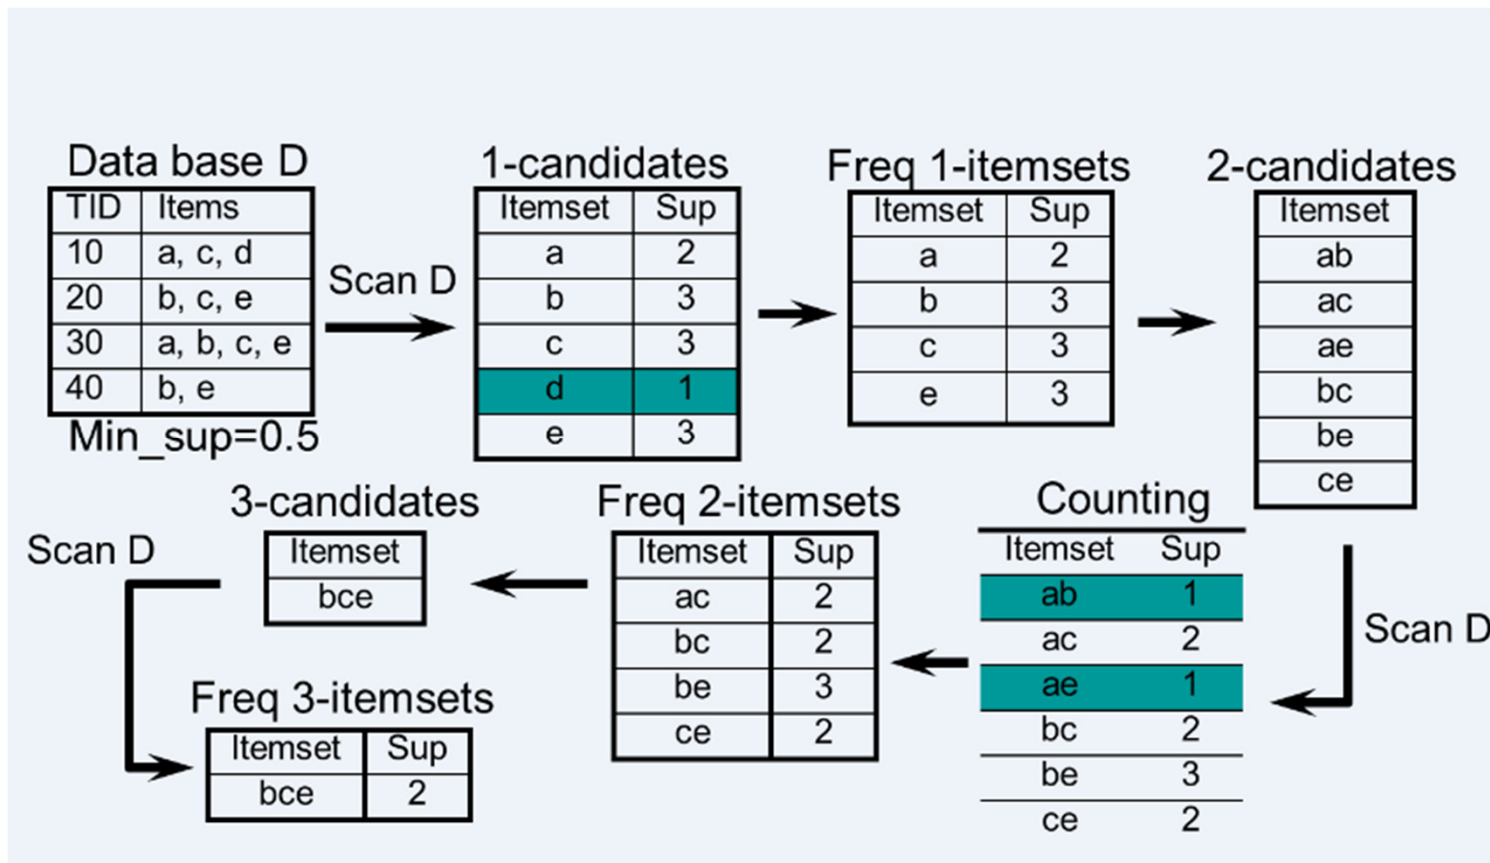 Data base D
TID Items
10 a, c, d
20 b, c, e
30 a, b, c, e
40 b, e
Min_sup=0.5
Scan D
1-candidates
Itemset Sup
a 2
b 3
c 3
d 1
e 3
Freq 1-itemsets
Itemset Sup
a 2
b 3
c 3
e 3
2-candidates
Itemset
ab
ac
ae
bc
be
ce
Scan D
Counting
Itemset Sup
ab 1
ac 2
ae 1
bc 2
be 3
ce 2
Freq 2-itemsets
Itemset Sup
ac 2
bc 2
be 3
ce 2
3-candidates
Itemset
bce
Scan D
Freq 3-itemsets
Itemset Sup
bce 2